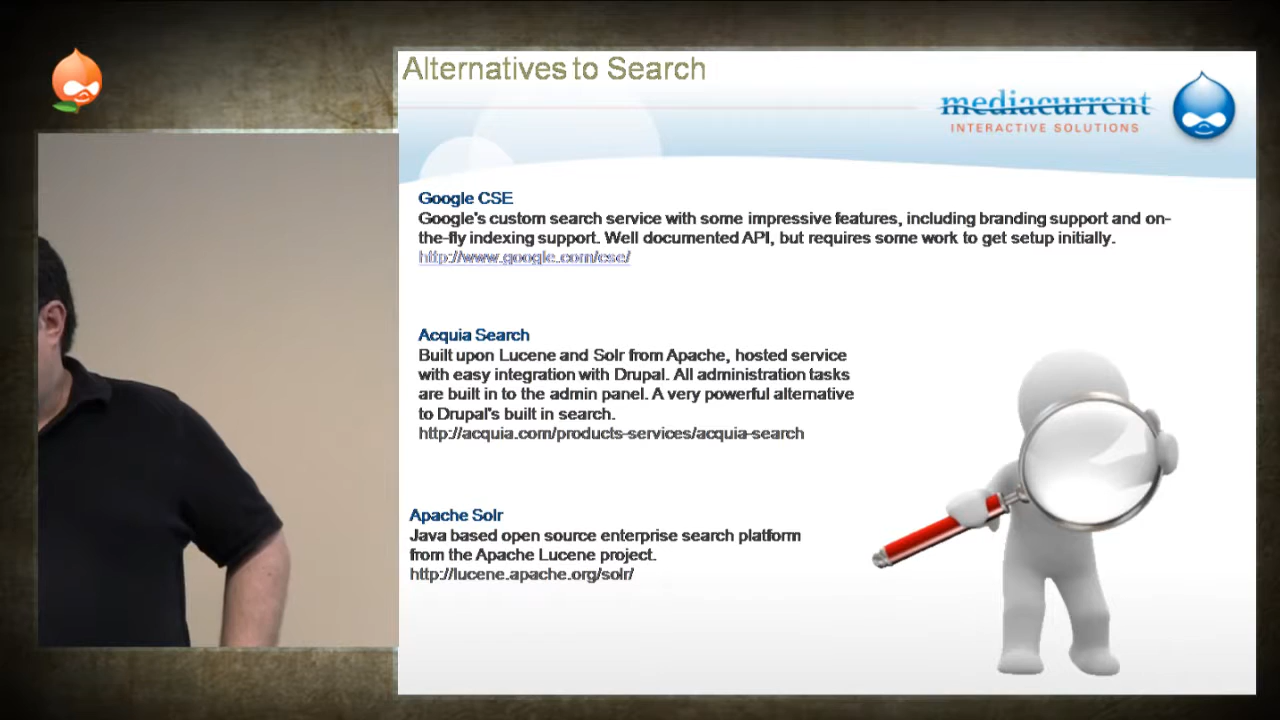 Alternatives to Search
mediacurrent
INTERACTIVE SOLUTIONS
Google CSE
Google's custom search service with some impressive features, including branding support and on-
the-fly indexing support. Well documented API, but requires some work to get setup initially.
http://www.google.com/cse/
Acquia Search
Built upon Lucene and Solr from Apache, hosted service
with easy integration with Drupal. All administration tasks
are built in to the admin panel. A very powerful alternative
to Drupal's built in search.
http://acquia.com/products-services/acquia-search
Apache Solr
Java based open source enterprise search platform
from the Apache Lucene project.
http://lucene.apache.org/solr/